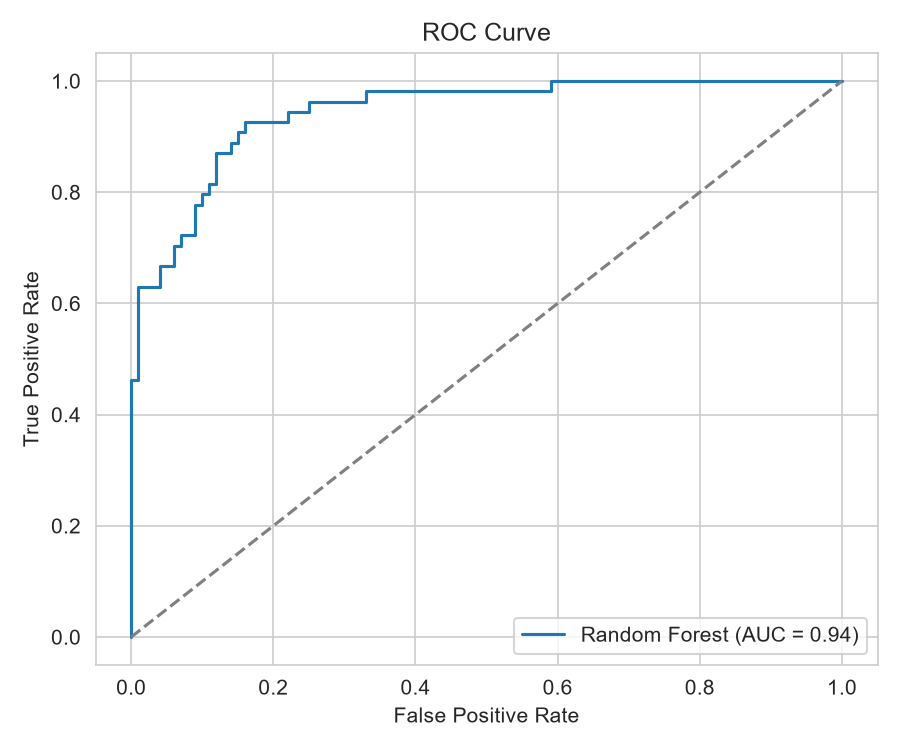 ROC Curve
True Positive Rate
1.0
0.8
0.6
0.4
0.2
0.0
Random Forest (AUC = 0.94)
0.0 0.2 0.4 0.6 0.8 1.0
False Positive Rate